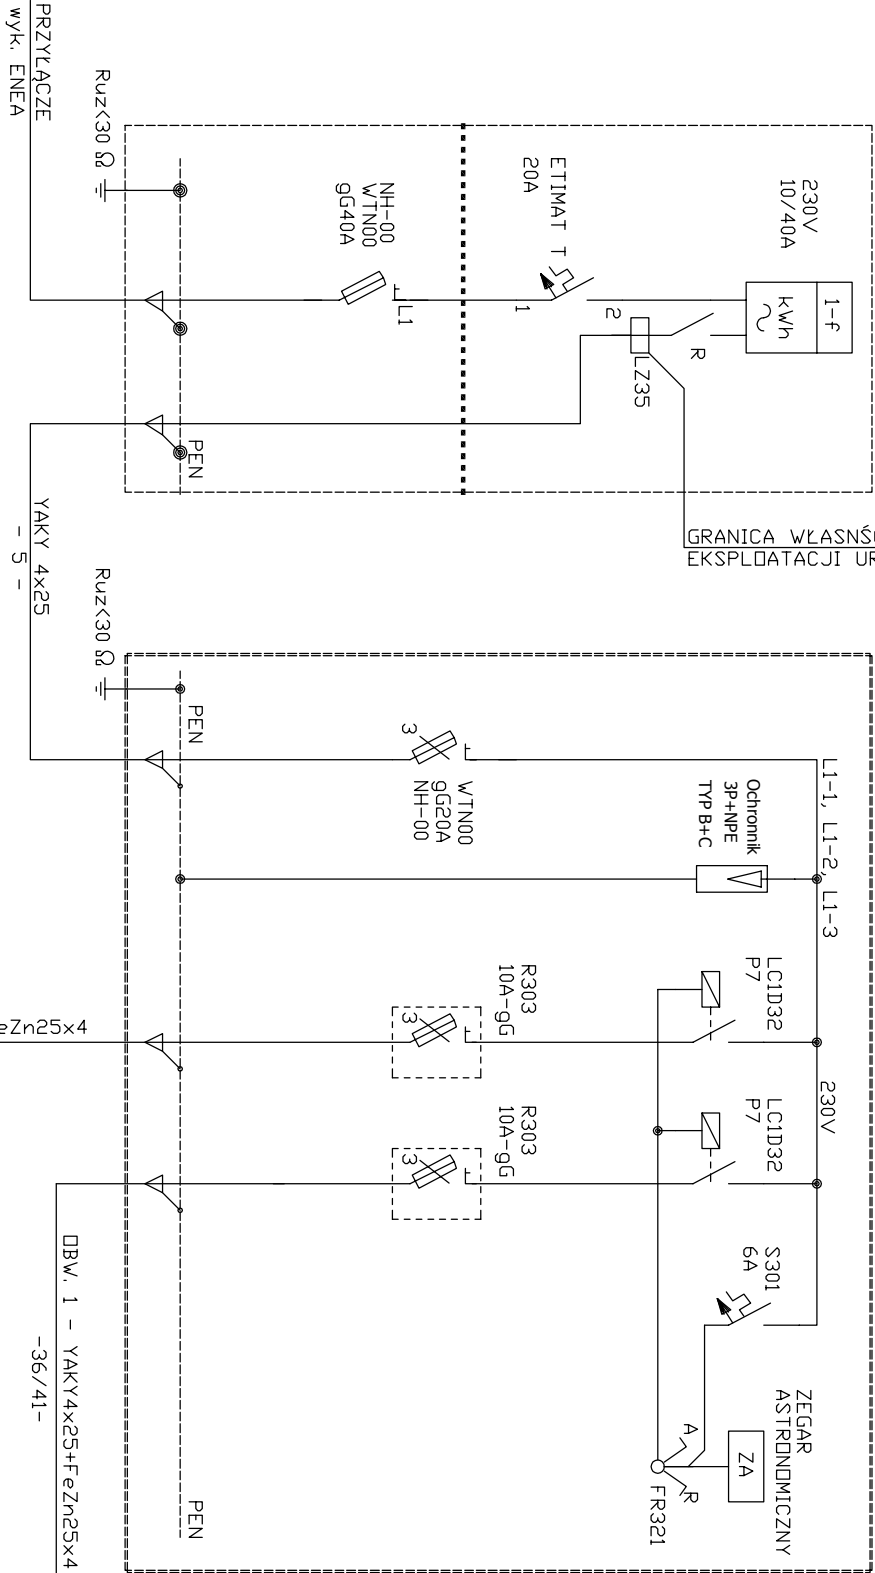 PRZYŁĄCZE
wyk. ENEA
Ruz<30 Ω
NH-00
WTN00
gG40A
L1
ETIMAT T
20A
1
2
230V
10/40A
1-f
kWh
R
LZ35
PEN
GRANICA WŁASNŚ
EKSPLOATACJI UR
YAKY 4x25
- 5 -
Ruz<30 Ω
PEN
3
WTN00
gG20A
NH-00
L1-1, L1-2, L1-3
Ochronnik
3P+NPE
TYP B+C
LC1D32
P7
R303
10A-gG
3
eZn25x4
230V
LC1D32
P7
R303
10A-gG
3
OBW. 1 - YAKY4x25+FeZn25x4
-36/41-
S301
6A
ZEGAR
ASTRONOMICZNY
ZA
A
R
FR321
PEN